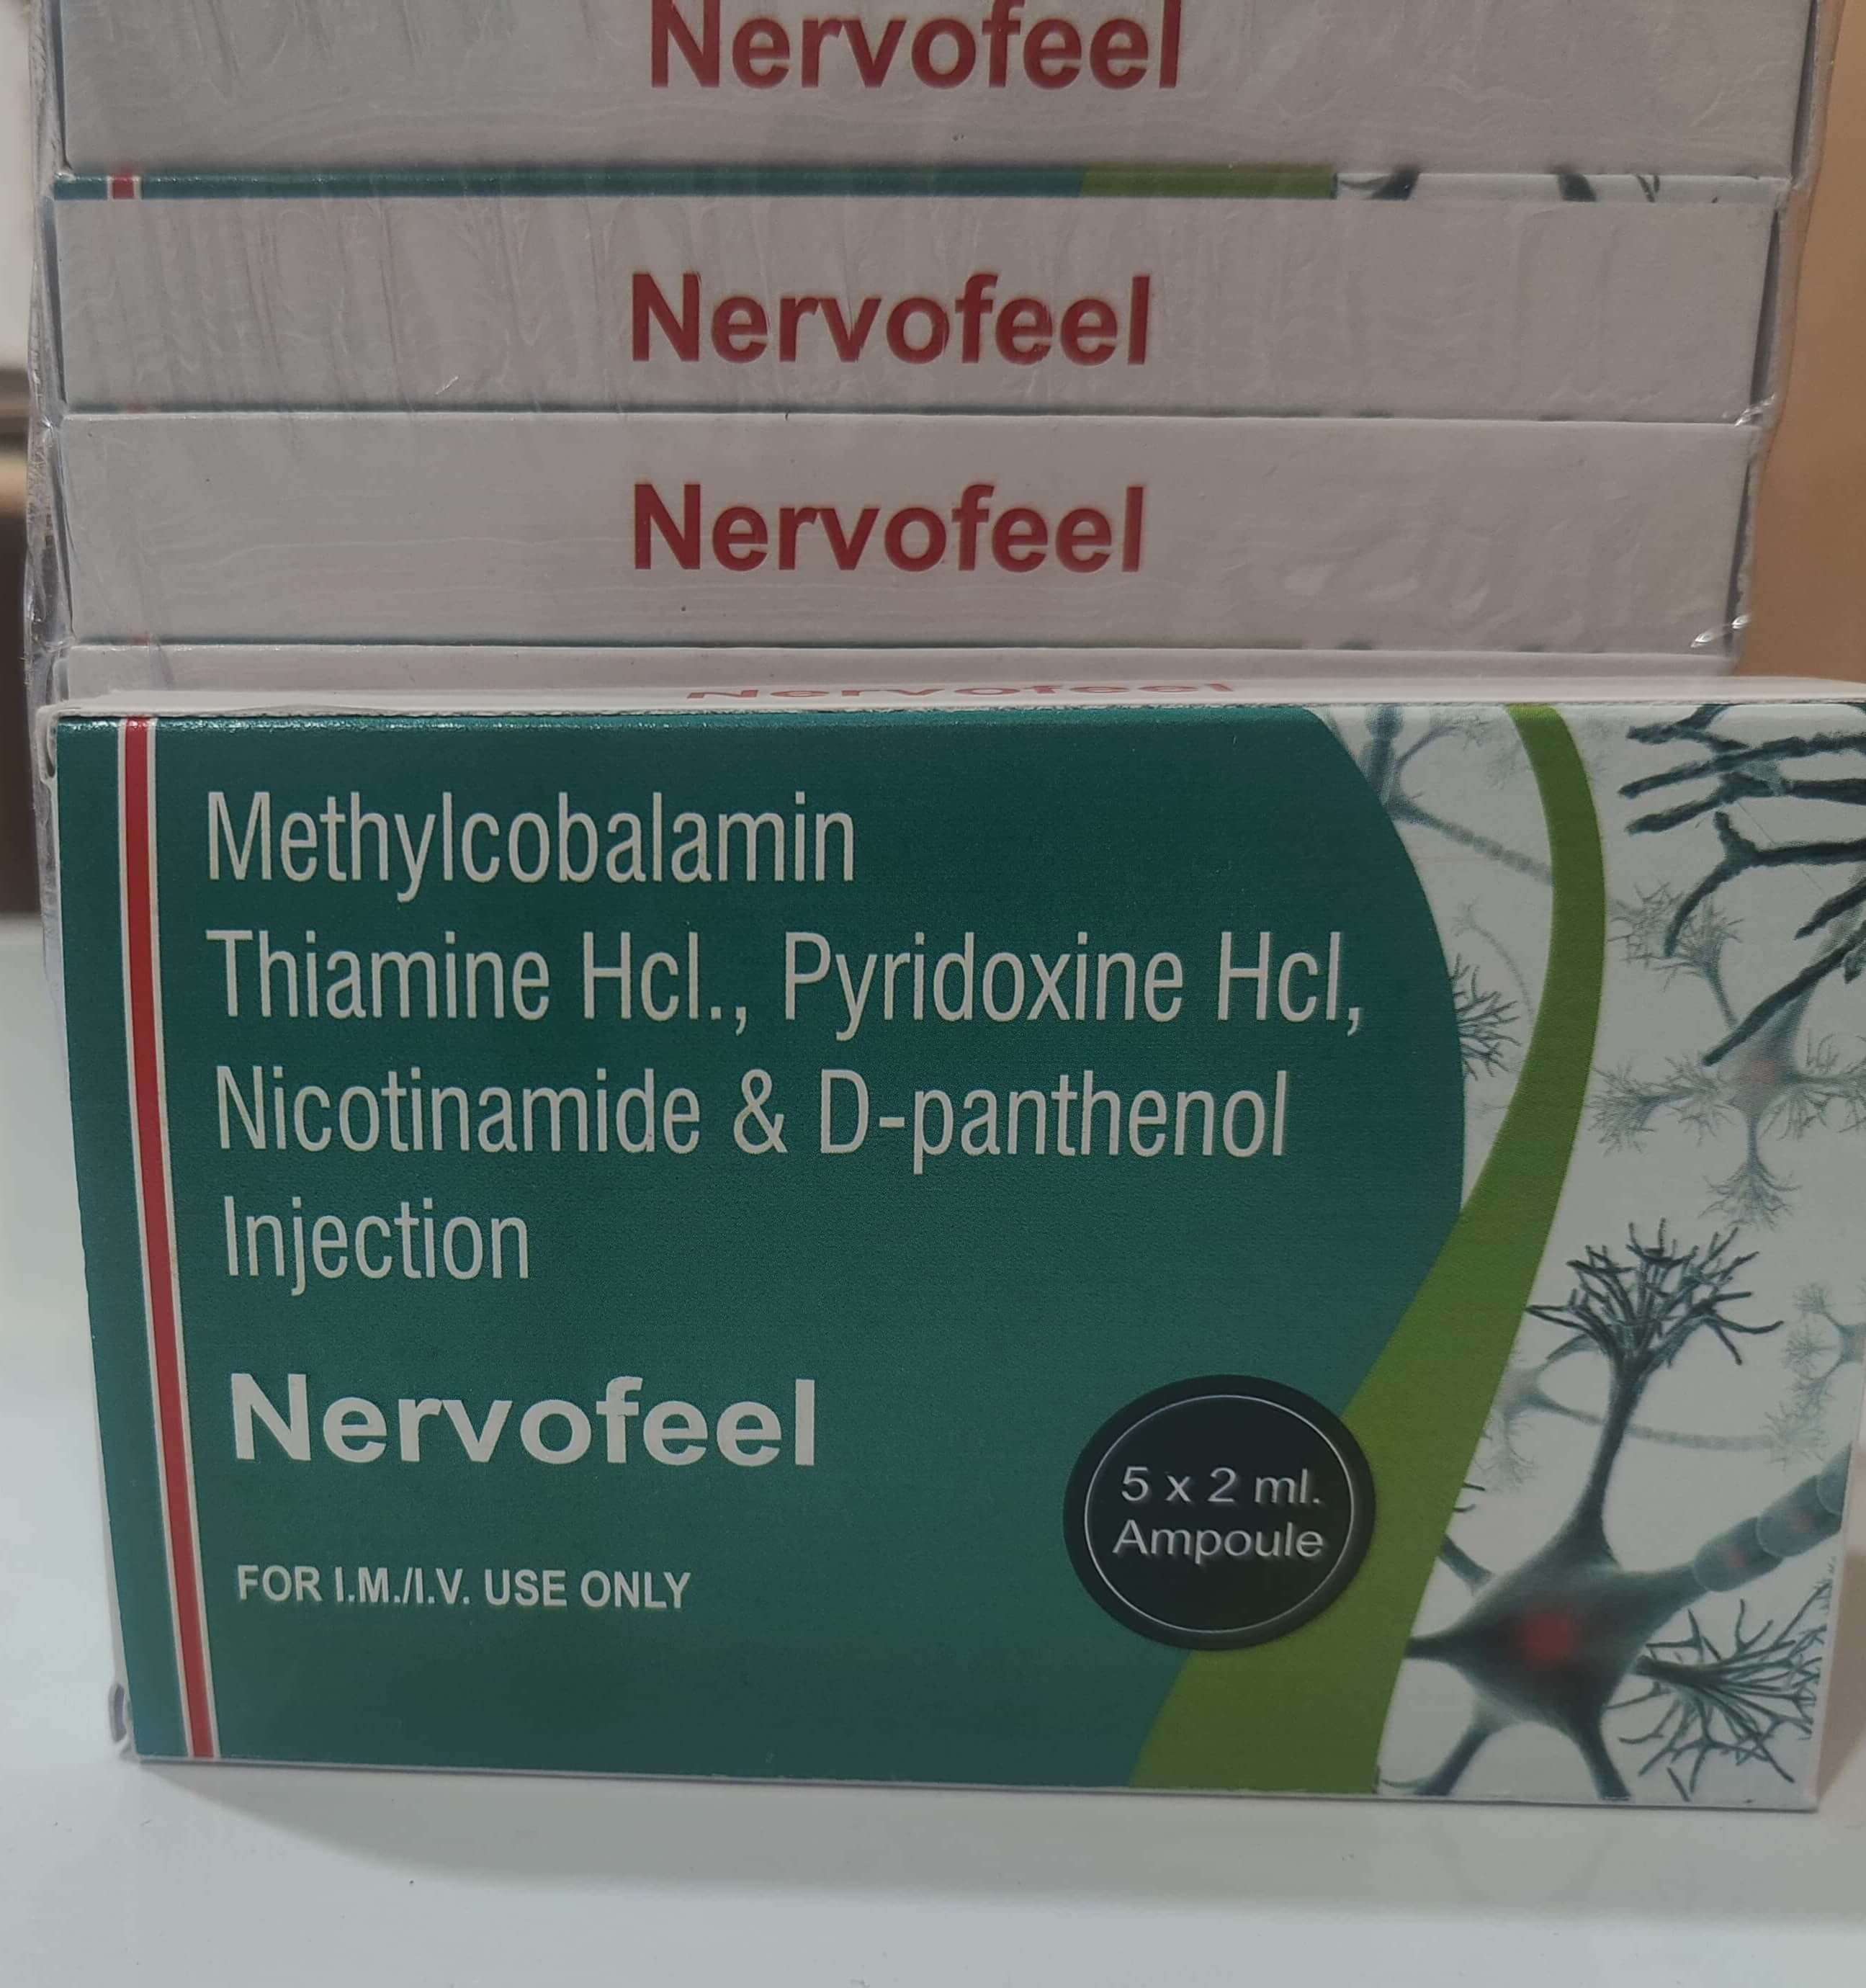 Nervofeel
Nervofeel
Nervofeel
Nervofeel
Methylcobalamin
Thiamine Hcl., Pyridoxine Hcl,
Nicotinamide & D-panthenol
Injection
Nervofeel
FOR I.M./I.V. USE ONLY
5 x 2 ml.
Ampoule